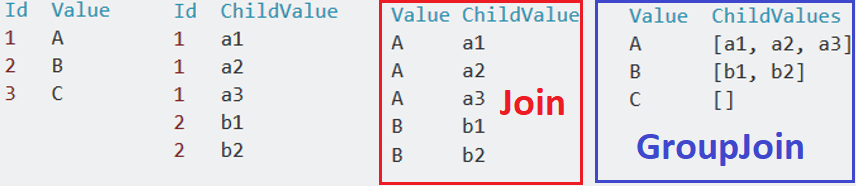 Id Value
1 A
2 B
3 C
Id ChildValue
1 a1
1 a2
1 a3
2 b1
2 b2
Value ChildValue
A a1
A a2
A a3
B b1
B b2
Join
Value ChildValues
A [a1, a2, a3]
B [b1, b2]
C []
GroupJoin